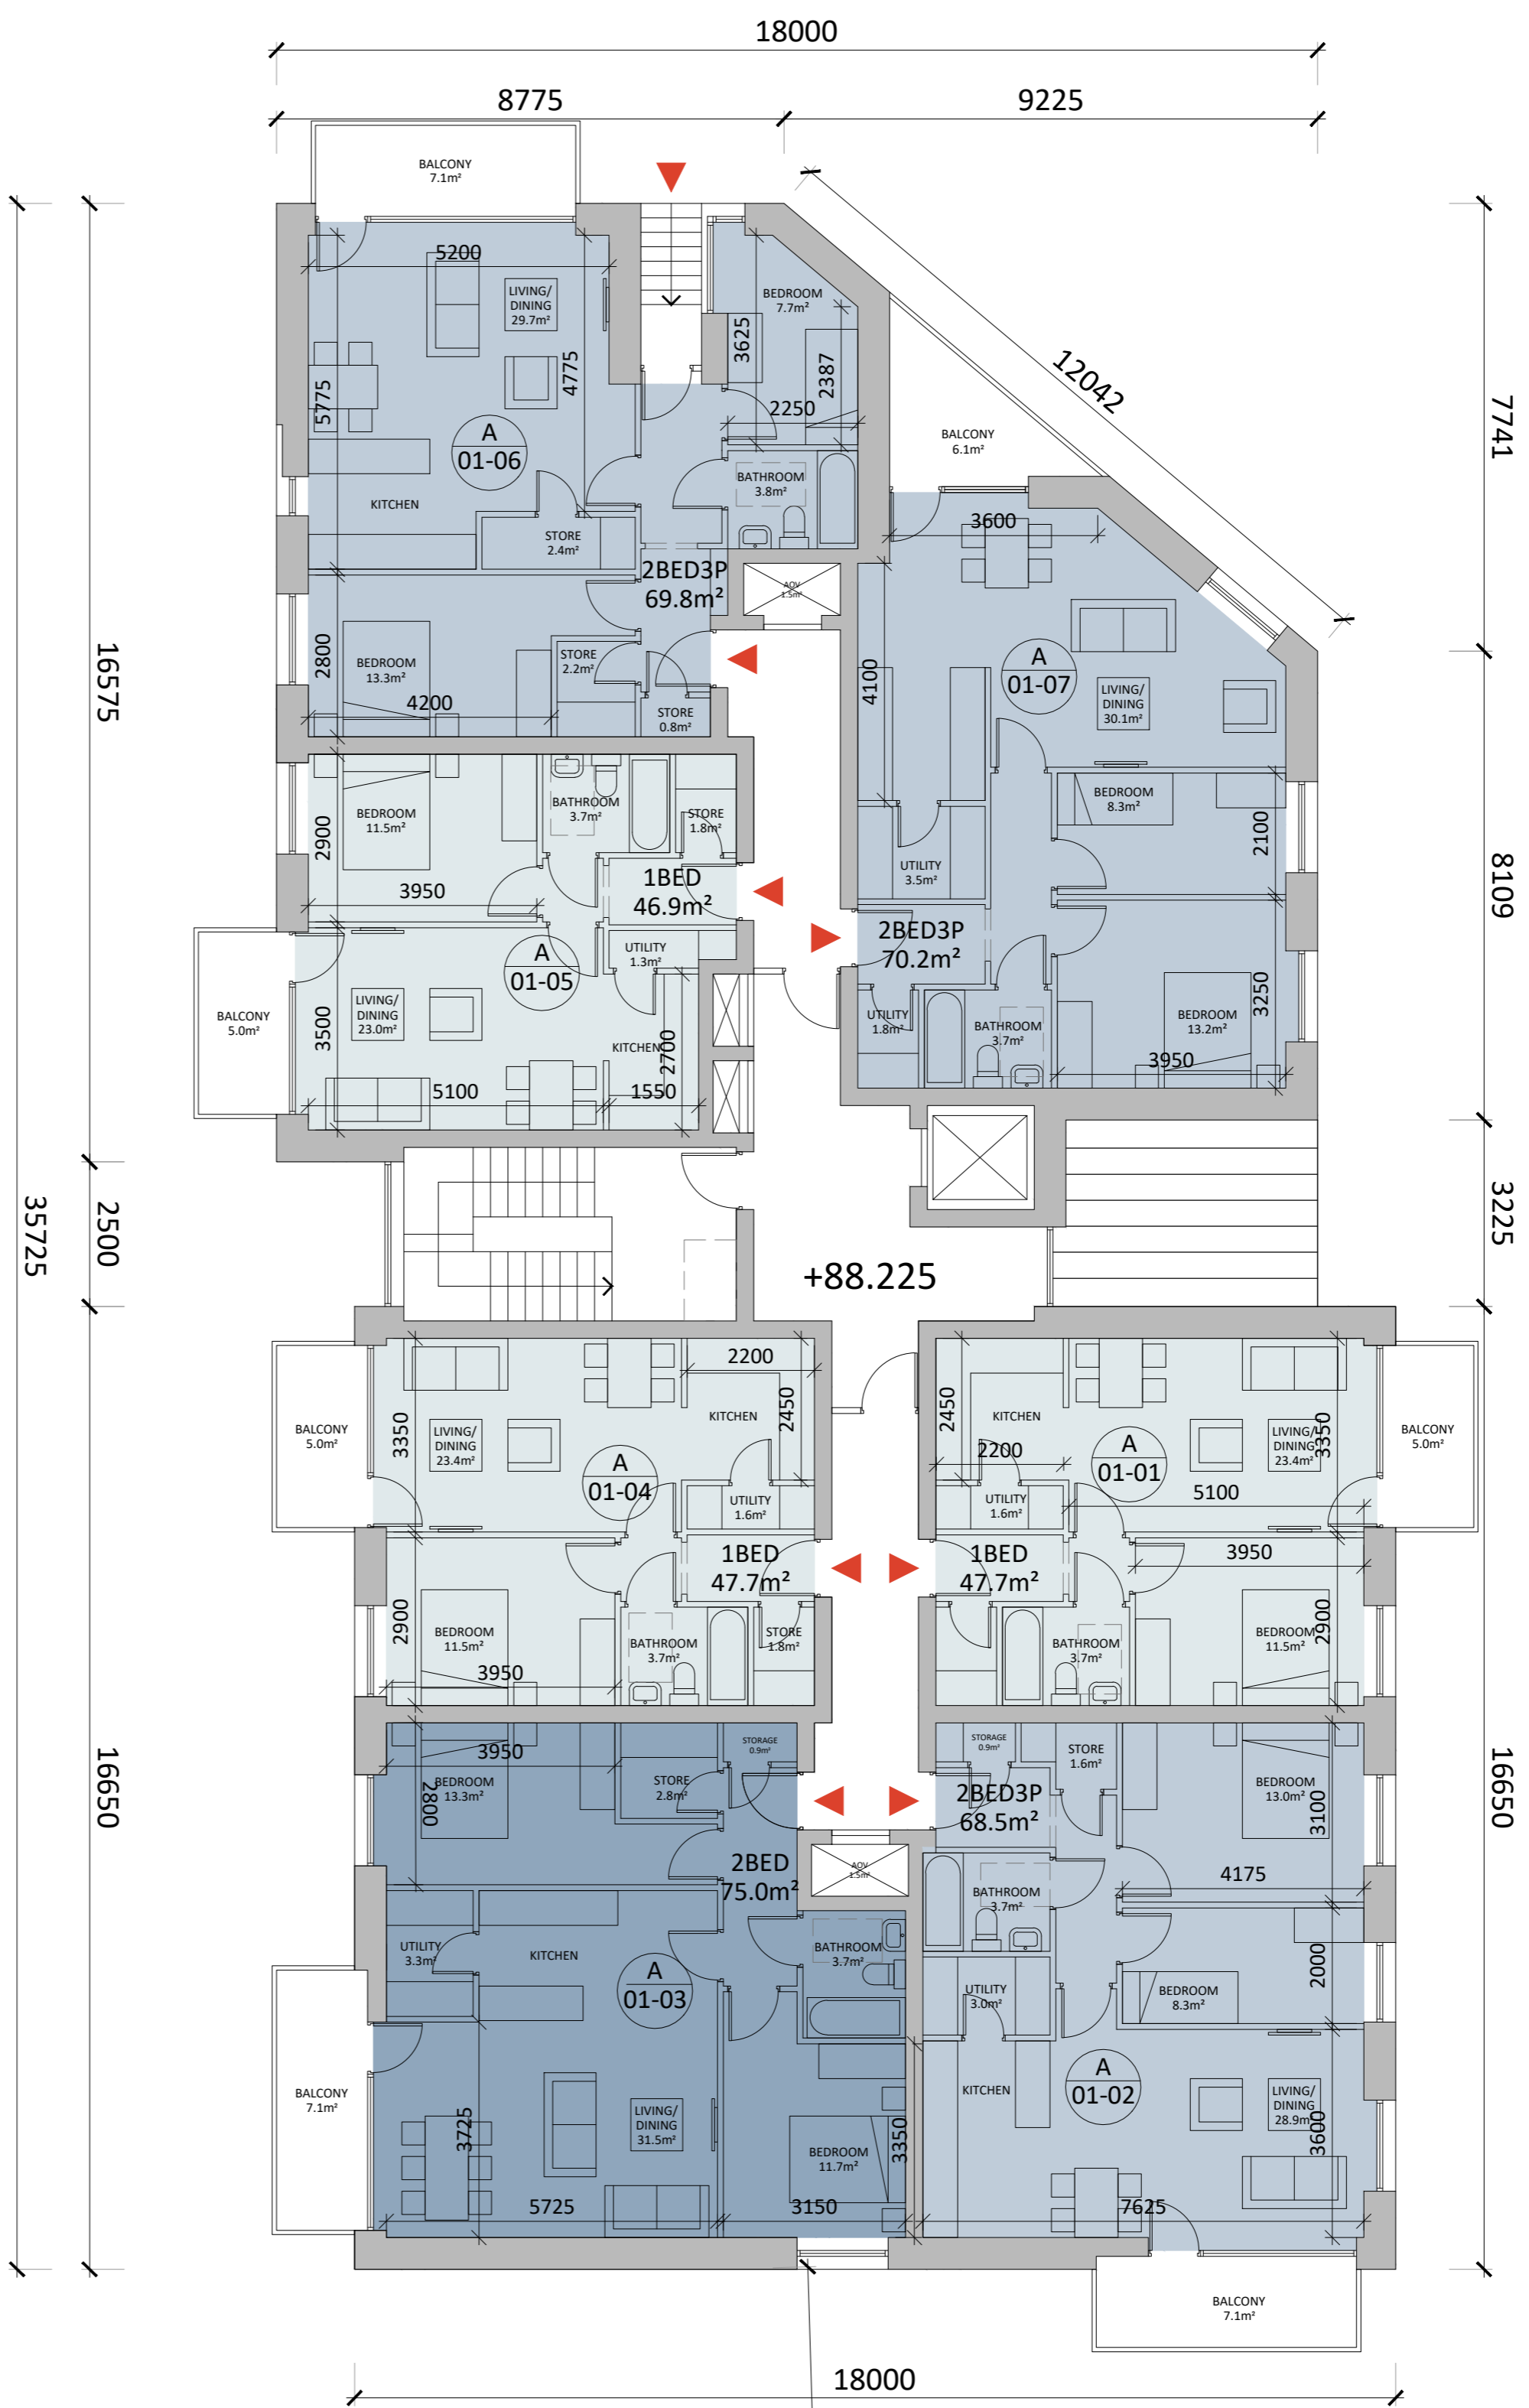 18000
8775
9225
BALCONY
7.1m²
5200
LIVING/
DINING
29.7m²
4775
5775
A
01-06
KITCHEN
STORE
2.4m²
BEDROOM
7.7m²
3625
2387
2250
BATHROOM
3.8m²
2BED3P
69.8m²
AOV
1.5m²
2800
BEDROOM
13.3m²
4200
STORE
2.2m²
STORE
0.8m²
12042
BALCONY
6.1m²
3600
4100
A
01-07
LIVING/
DINING
30.1m²
BEDROOM
8.3m²
2100
UTILITY
3.5m²
2BED3P
70.2m²
UTILITY
1.8m²
BATHROOM
3.7m²
BEDROOM
13.2m²
3250
3950
7741
8109
3225
16650
35725
16575
2500
16650
BEDROOM
11.5m²
2900
3950
BATHROOM
3.7m²
STORE
1.8m²
1BED
46.9m²
UTILITY
1.3m²
A
01-05
BALCONY
5.0m²
LIVING/
DINING
23.0m²
3500
KITCHEN
2700
5100
1550
+88.225
BALCONY
5.0m²
3350
LIVING/
DINING
23.4m²
2200
KITCHEN
2450
A
01-04
UTILITY
1.6m²
1BED
47.7m²
2900
BEDROOM
11.5m²
3950
BATHROOM
3.7m²
STORE
1.8m²
2450
KITCHEN
2200
A
01-01
LIVING/
DINING
23.4m²
3350
BALCONY
5.0m²
UTILITY
1.6m²
5100
1BED
47.7m²
3950
BATHROOM
3.7m²
BEDROOM
11.5m²
2900
3950
BEDROOM
13.3m²
2800
STORE
2.8m²
STORAGE
0.9m²
2BED
75.0m²
AOV
1.5m²
UTILITY
3.3m²
KITCHEN
A
01-03
BATHROOM
3.7m²
BALCONY
7.1m²
3725
LIVING/
DINING
31.5m²
BEDROOM
11.7m²
3350
5725
3150
STORAGE
0.9m²
STORE
1.6m²
2BED3P
68.5m²
BEDROOM
13.0m²
3100
4175
BATHROOM
3.7m²
UTILITY
3.0m²
BEDROOM
8.3m²
2000
KITCHEN
A
01-02
LIVING/
DINING
28.9m²
3600
7625
BALCONY
7.1m²
18000